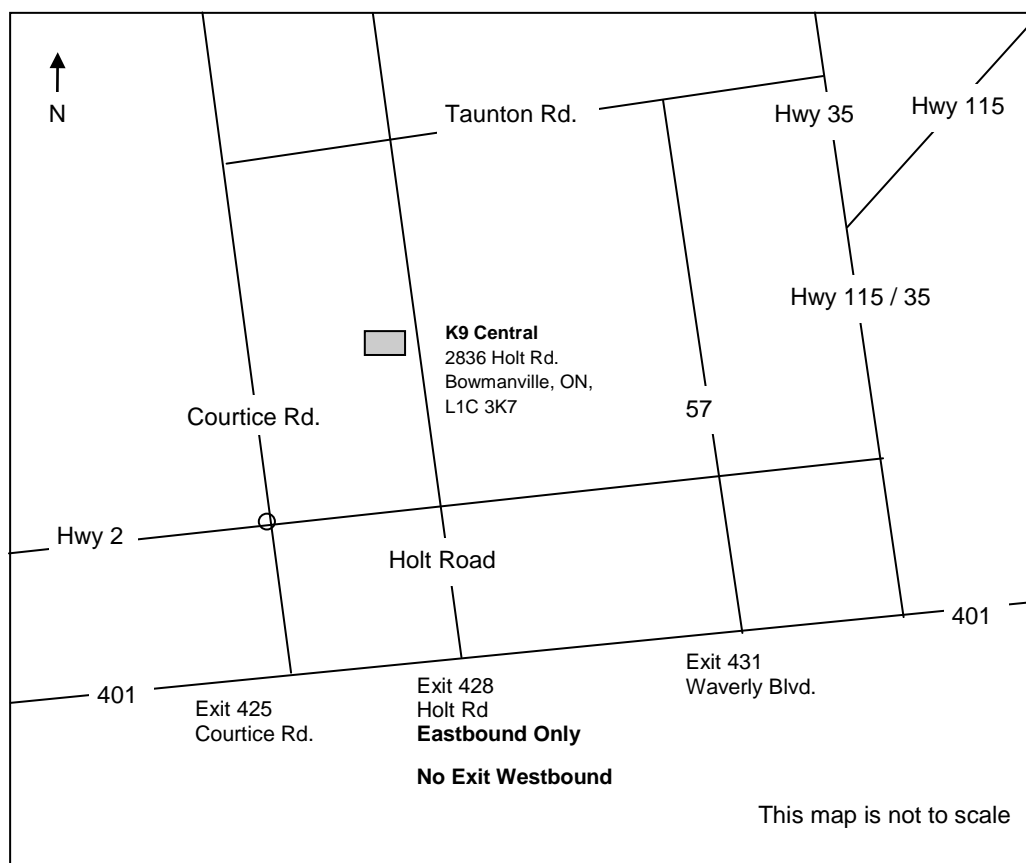 N
Taunton Rd.
Hwy 35
Hwy 115
Hwy 115 / 35
K9 Central
2836 Holt Rd.
Bowmanville, ON,
L1C 3K7
Courtice Rd.
57
Hwy 2
Holt Road
401
401
Exit 425
Courtice Rd.
Exit 428
Holt Rd
Eastbound Only
No Exit Westbound
Exit 431
Waverly Blvd.
This map is not to scale